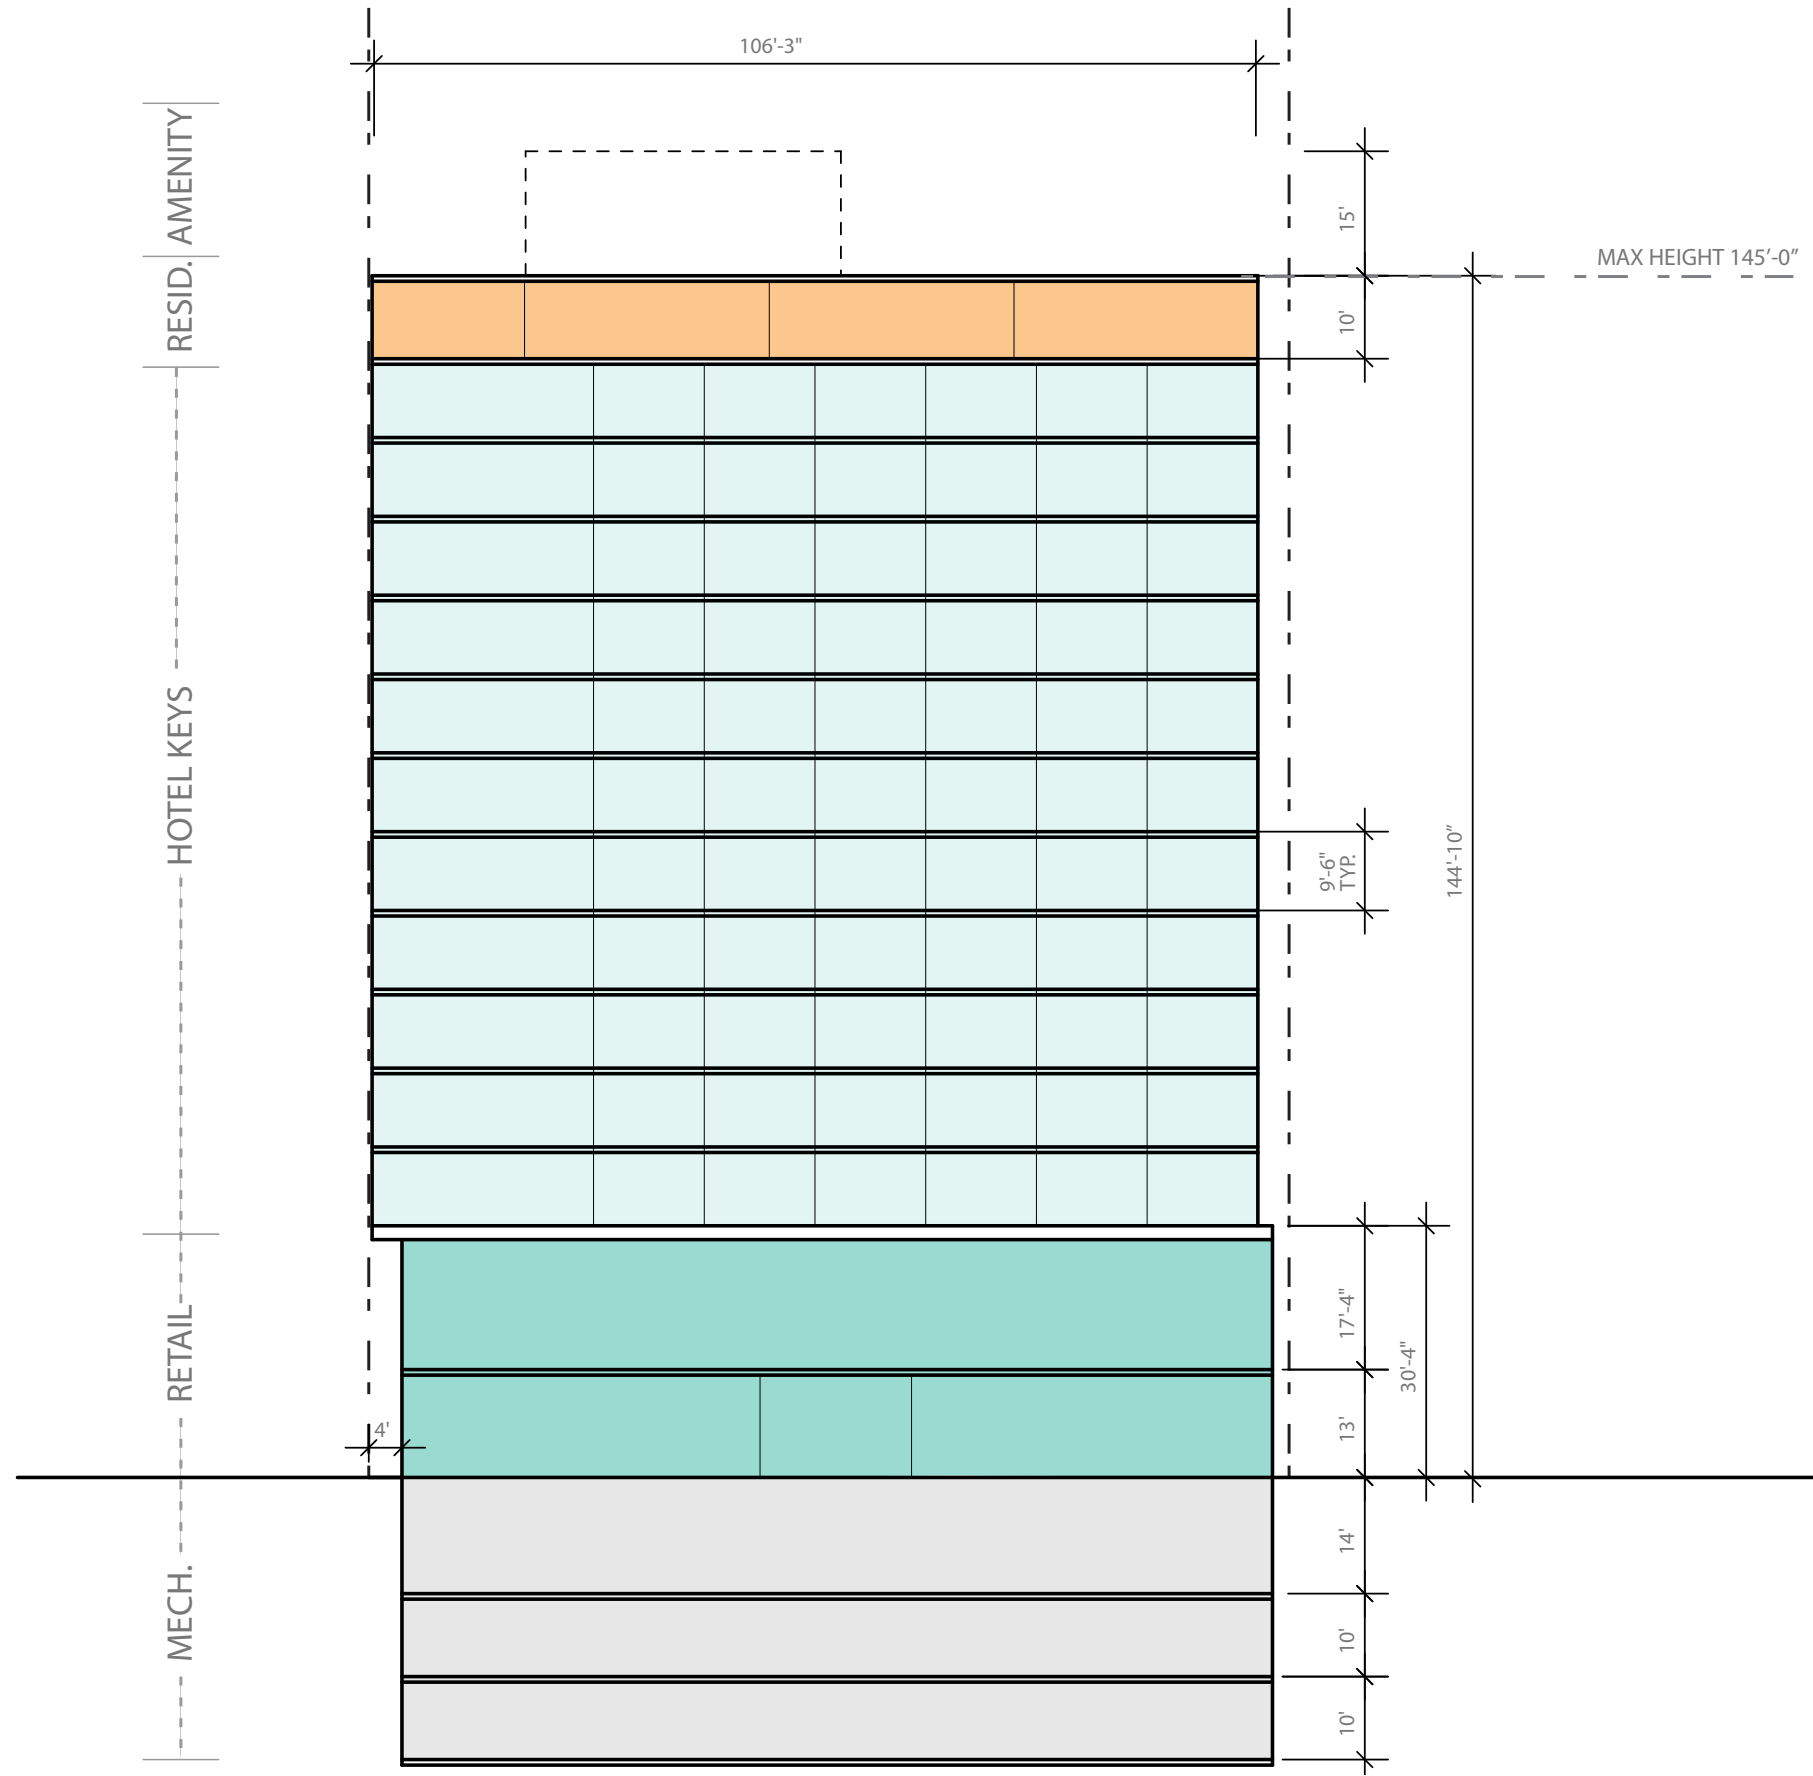 106'-3"
AMENITY
15'
MAX HEIGHT 145'-0"
RESID.
10'
HOTEL KEYS
9'-6"
TYP.
144'-10"
17'-4"
RETAIL
30'-4"
4'
13'
14'
MECH.
10'
10'